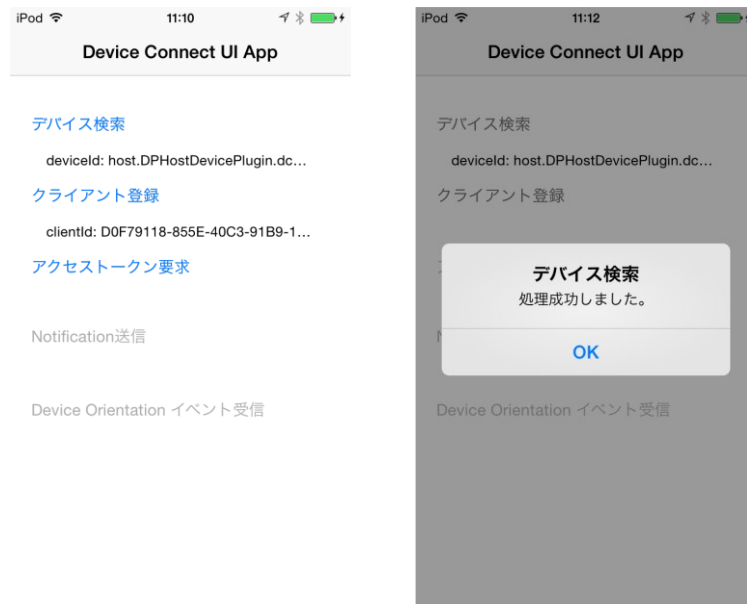 iPod 11:10
Device Connect UI App
デバイス検索
deviceId: host.DPHostDevicePlugin.dc...
クライアント登録
clientId: D0F79118-855E-40C3-91B9-1...
アクセストークン要求
Notification送信
Device Orientation イベント受信
iPod 11:12
Device Connect UI App
デバイス検索
deviceId: host.DPHostDevicePlugin.dc...
クライアント登録
デバイス検索
処理成功しました。
OK
Device Orientation イベント受信